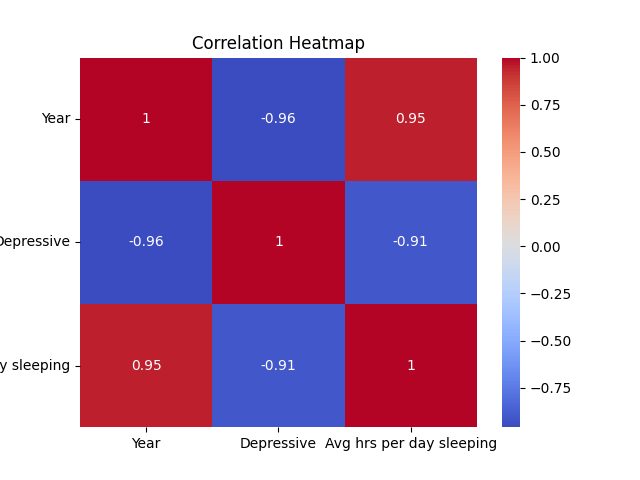 Correlation Heatmap
Year
1
-0.96
0.95
Depressive
-0.96
1
-0.91
y sleeping
0.95
-0.91
1
Year
Depressive
Avg hrs per day sleeping
1.00
0.75
0.50
0.25
0.00
−0.25
−0.50
−0.75